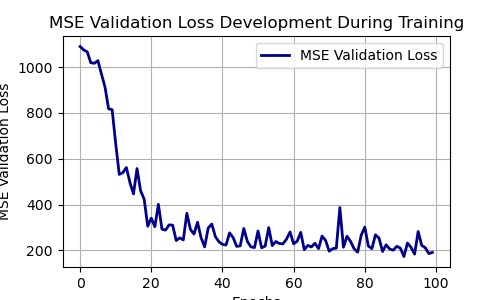 MSE Validation Loss Development During Training
MSE Validation Loss
MSE Validation Loss
1000
800
600
400
200
0
20
40
60
80
100
Epochs